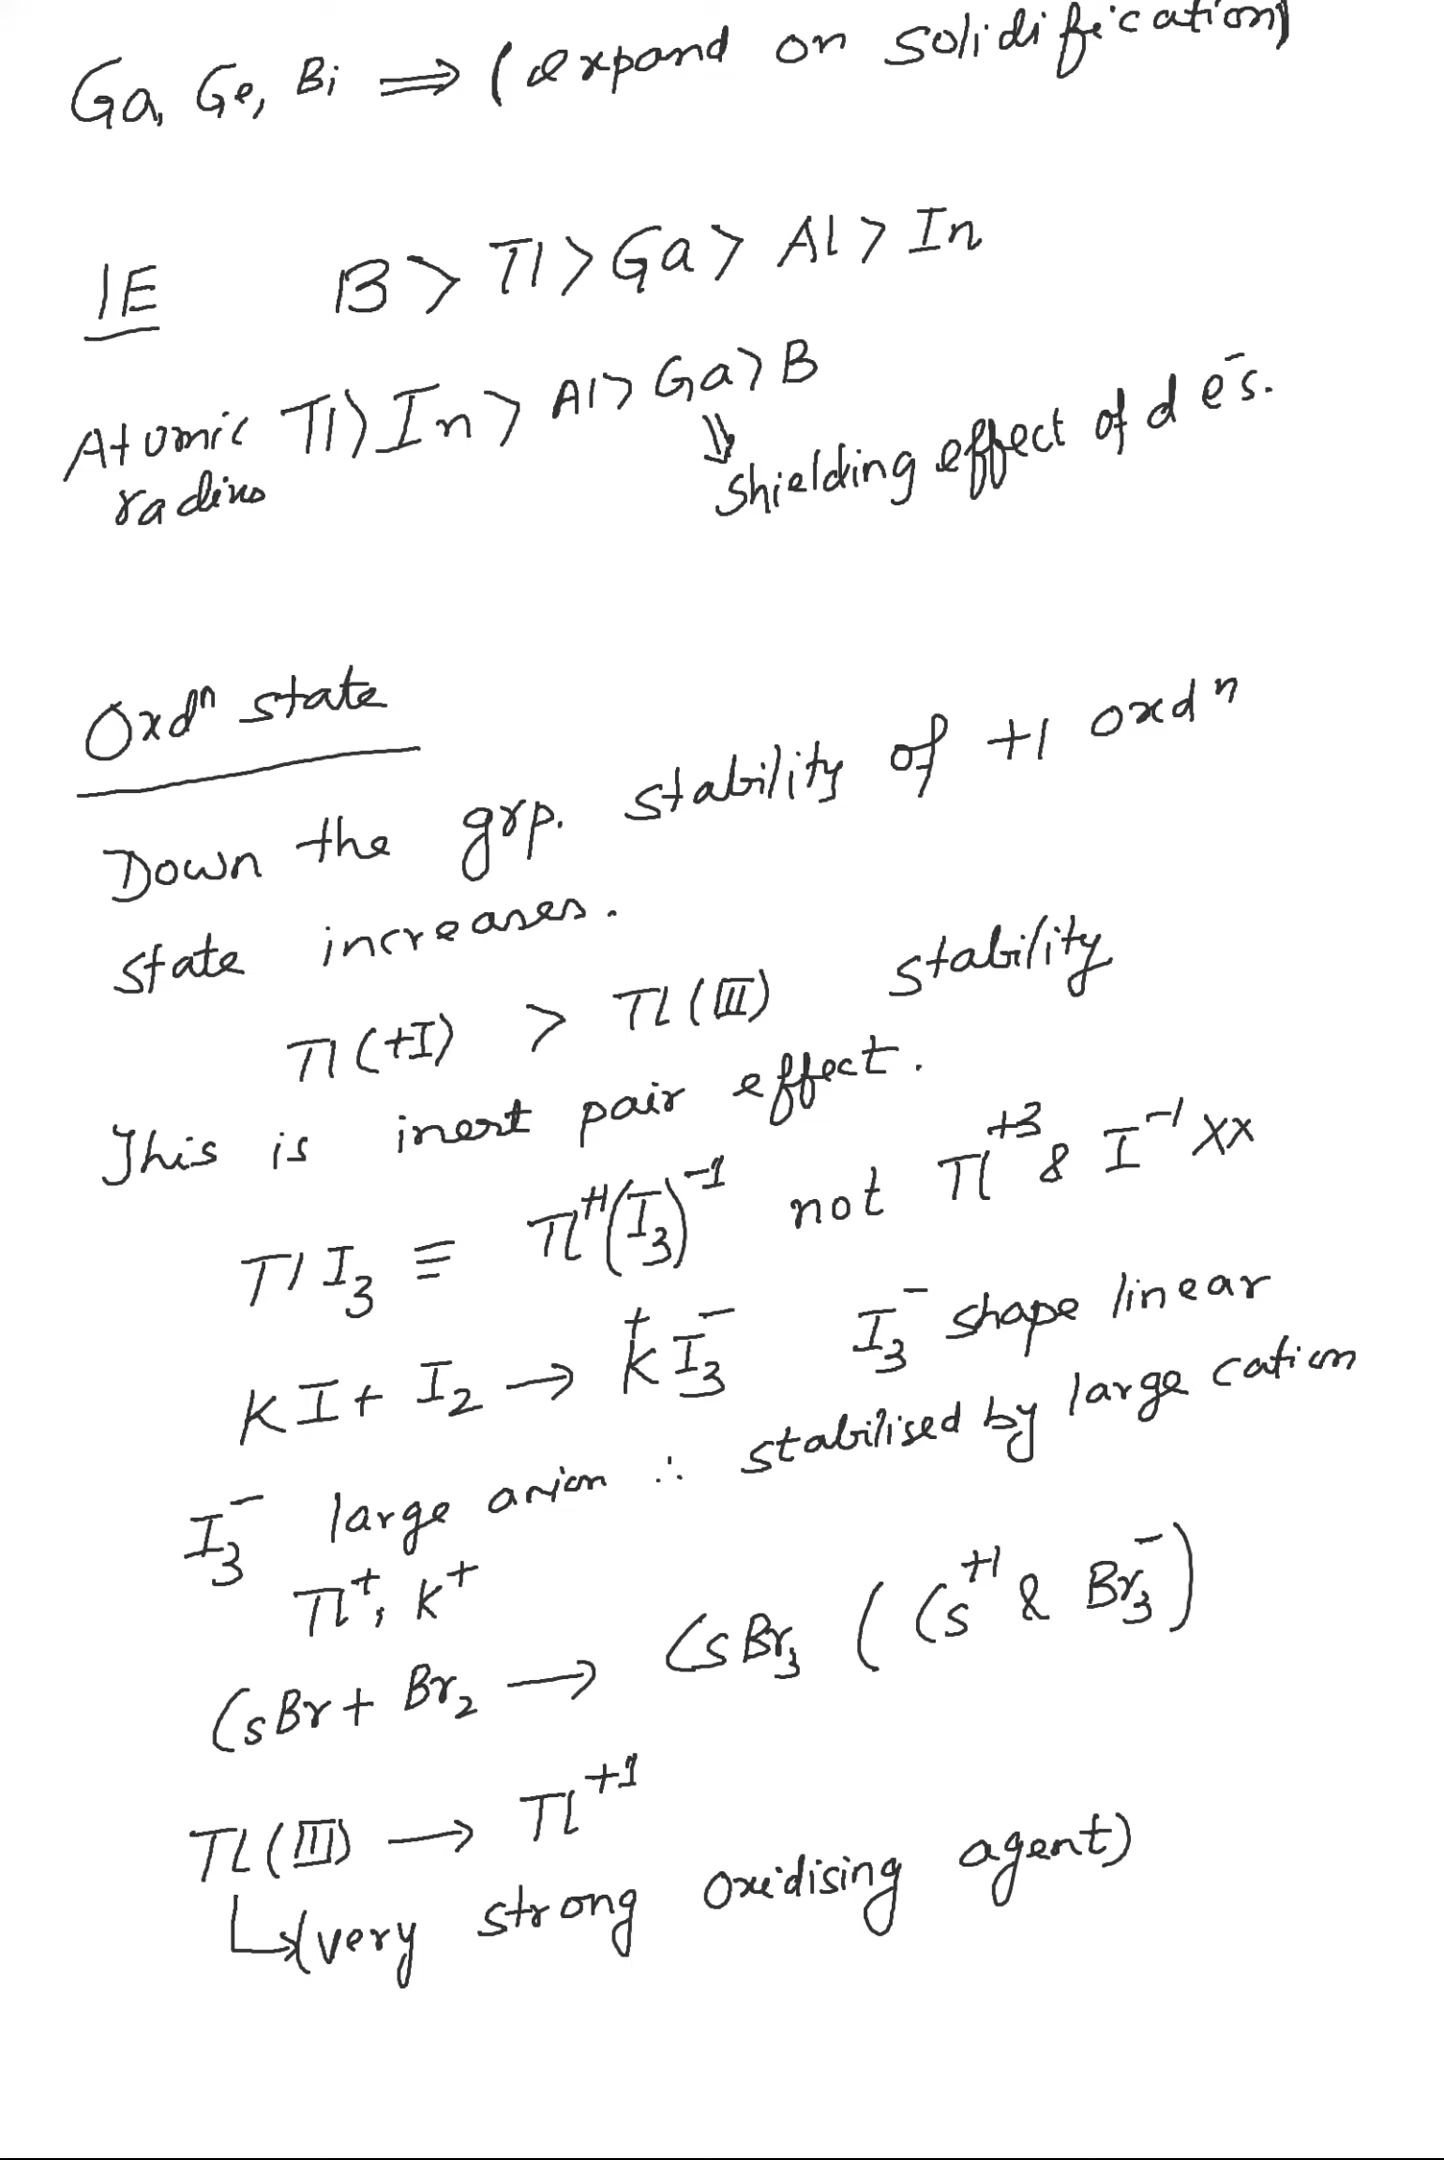 Ga, Ge, Bi ⟹ (expand on solidification)
IE B > Tl > Ga > Al > In
Atomic radius Tl > In > Al > Ga > B
⇓ Shielding effect of d e⁻s.
Oxdⁿ state
Down the grp. stability of +1 oxdⁿ
state increases.
Tl(+I) > Tl(III) stability
This is inert pair effect.
TlI₃ ≡ Tl⁺¹(I₃)⁻¹ not Tl⁺³ & I⁻¹ XX
KI + I₂ → K⁺I₃⁻ I₃⁻ shape linear
I₃⁻ large anion ∴ stabilised by large cation
Tl⁺, K⁺
CsBr + Br₂ → CsBr₃ (Cs⁺¹ & Br₃⁻)
Tl(III) → Tl⁺¹
↳(very strong oxidising agent)